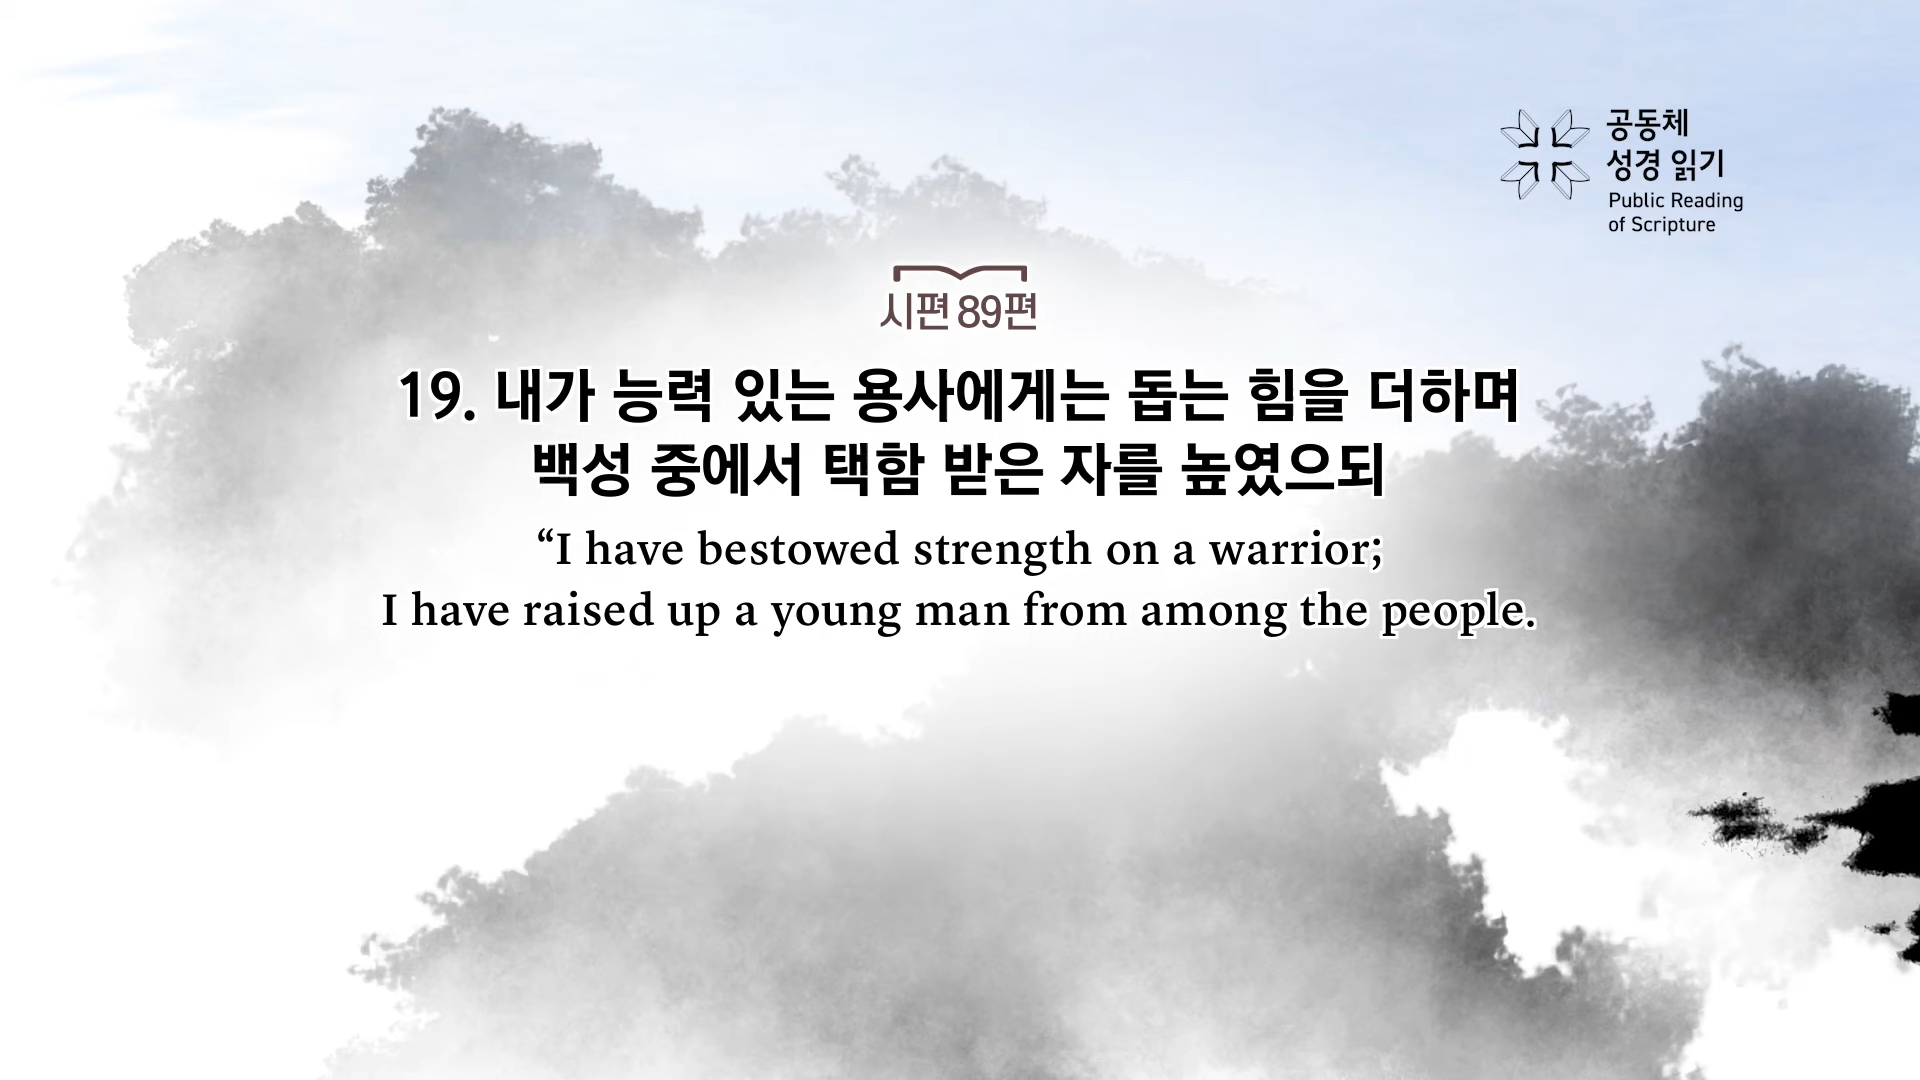 공동체
성경 읽기
Public Reading
of Scripture
시편 89편
19. 내가 능력 있는 용사에게는 돕는 힘을 더하며
백성 중에서 택함 받은 자를 높였으되
“I have bestowed strength on a warrior;
I have raised up a young man from among the people.